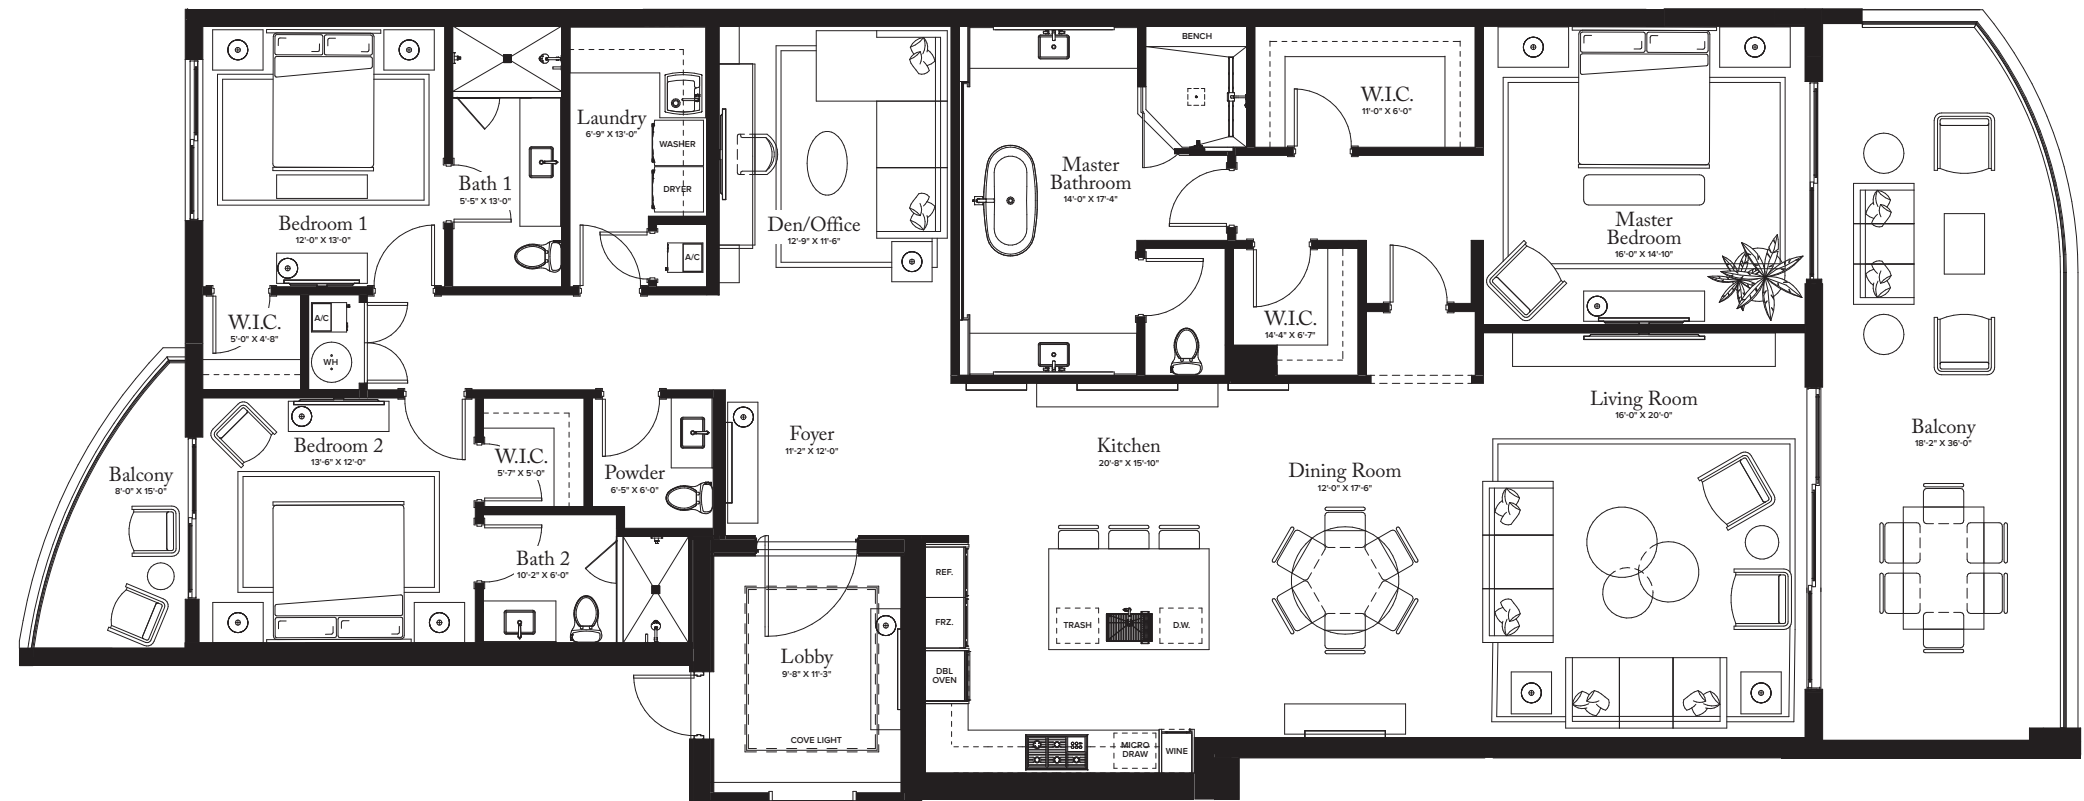 BENCH
W.I.C.
11'-0" X 6'-0"
Laundry
6'-9" X 13'-0"
WASHER
DRYER
Master
Bathroom
14'-0" X 17'-4"
Bath 1
5'-5" X 13'-0"
Bedroom 1
12'-0" X 13'-0"
Den/Office
12'-9" X 11'-6"
Master
Bedroom
16'-0" X 14'-10"
A/C
W.I.C.
5'-0" X 4'-8"
A/C
WH
W.I.C.
14'-4" X 6'-7"
Living Room
16'-0" X 20'-0"
Balcony
18'-2" X 36'-0"
Bedroom 2
13'-6" X 12'-0"
W.I.C.
5'-7" X 5'-0"
Foyer
11'-2" X 12'-0"
Kitchen
20'-8" X 15'-10"
Balcony
8'-0" X 15'-0"
Powder
6'-5" X 6'-0"
Dining Room
12'-0" X 17'-6"
Bath 2
10'-2" X 6'-0"
REF.
FRZ.
TRASH
D.W.
Lobby
9'-8" X 11'-3"
DBL
OVEN
COVE LIGHT
MICRO
DRAW
WINE